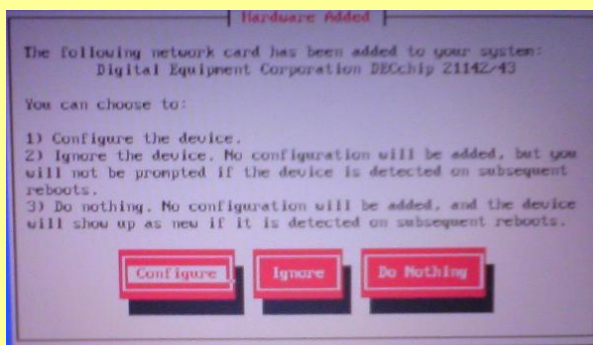 Hardware Added
The following network card has been added to your system:
Digital Equipment Corporation DECchip 21142/43
You can choose to:
1) Configure the device.
2) Ignore the device. No configuration will be added, but you
will not be prompted if the device is detected on subsequent
reboots.
3) Do nothing. No configuration will be added, and the device
will show up as new if it is detected on subsequent reboots.
Configure
Ignore
Do Nothing